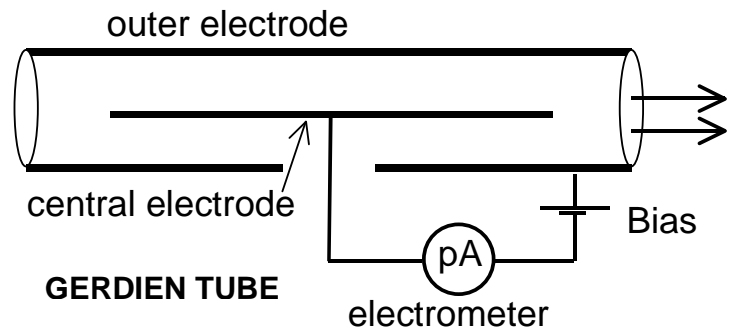 outer electrode
central electrode
Bias
pA
GERDIEN TUBE
electrometer